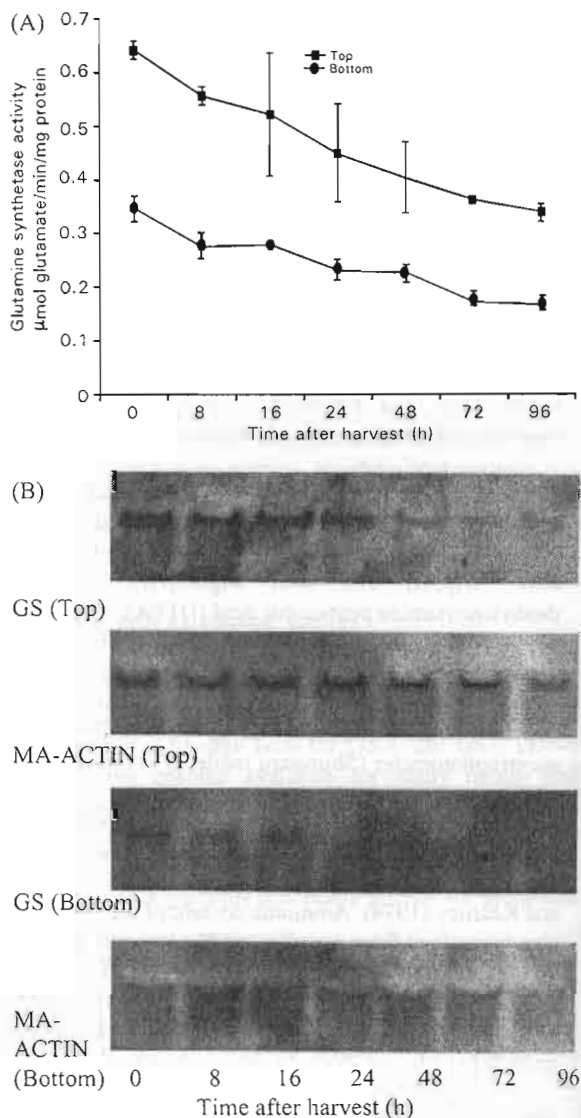 (A)
0.7
0.6
0.5
0.4
0.3
0.2
0.1
0
Glutamine synthetase activity
µmol glutamate/min/mg protein
Top
Bottom
0 8 16 24 48 72 96
Time after harvest (h)
(B)
GS (Top)
MA-ACTIN (Top)
GS (Bottom)
MA-
ACTIN
(Bottom) 0 8 16 24 48 72 96
Time after harvest (h)